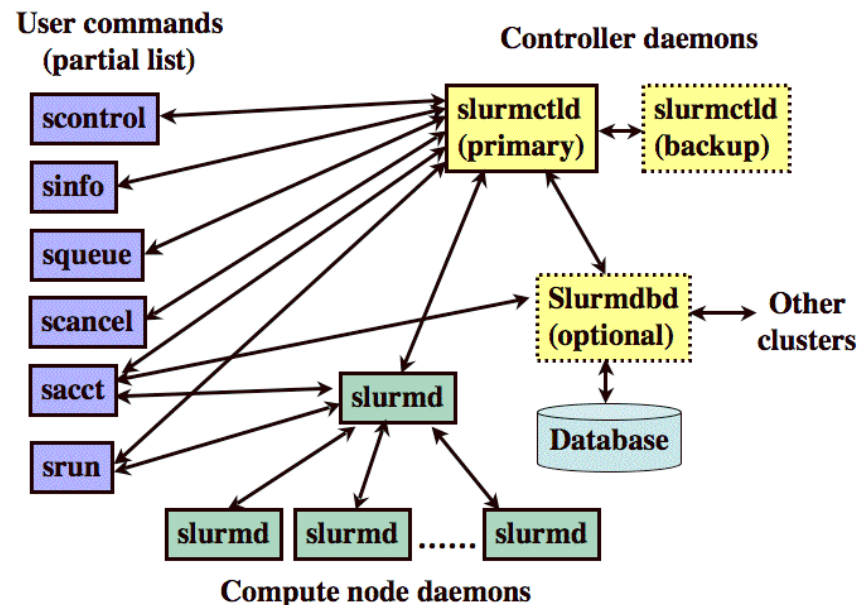 User commands
(partial list)
scontrol
sinfo
squeue
scancel
sacct
srun
Controller daemons
slurmctld
(primary)
slurmctld
(backup)
Slurmdbd
(optional)
Other
clusters
Database
slurmd
slurmd
slurmd
......
slurmd
Compute node daemons